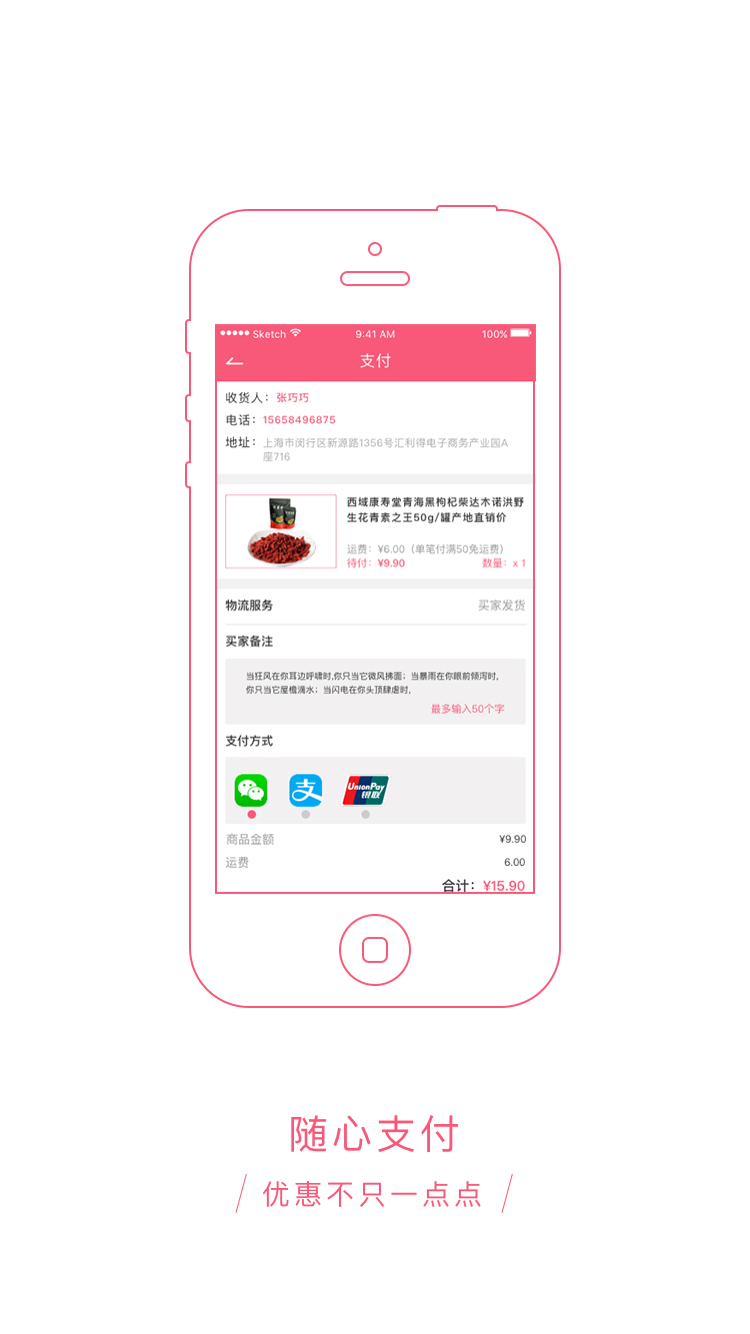 Sketch 9:41 AM 100%
支付
收货人：张巧巧
电话：15658496875
地址：上海市闵行区新源路1356号汇利得电子商务产业园A
座716
西域康寿堂青海黑枸杞柴达木诺洪野
生花青素之王50g/罐产地直销价
运费：¥6.00（单笔付满50免运费）
待付：¥9.90 数量：x 1
物流服务 买家发货
买家备注
当狂风在你耳边呼啸时,你只当它微风拂面；当暴雨在你眼前倾泻时,
你只当它屋檐滴水；当闪电在你头顶肆虐时,
最多输入50个字
支付方式
支 UnionPay
银联
商品金额 ¥9.90
运费 6.00
合计：¥15.90
随心支付
优惠不只一点点